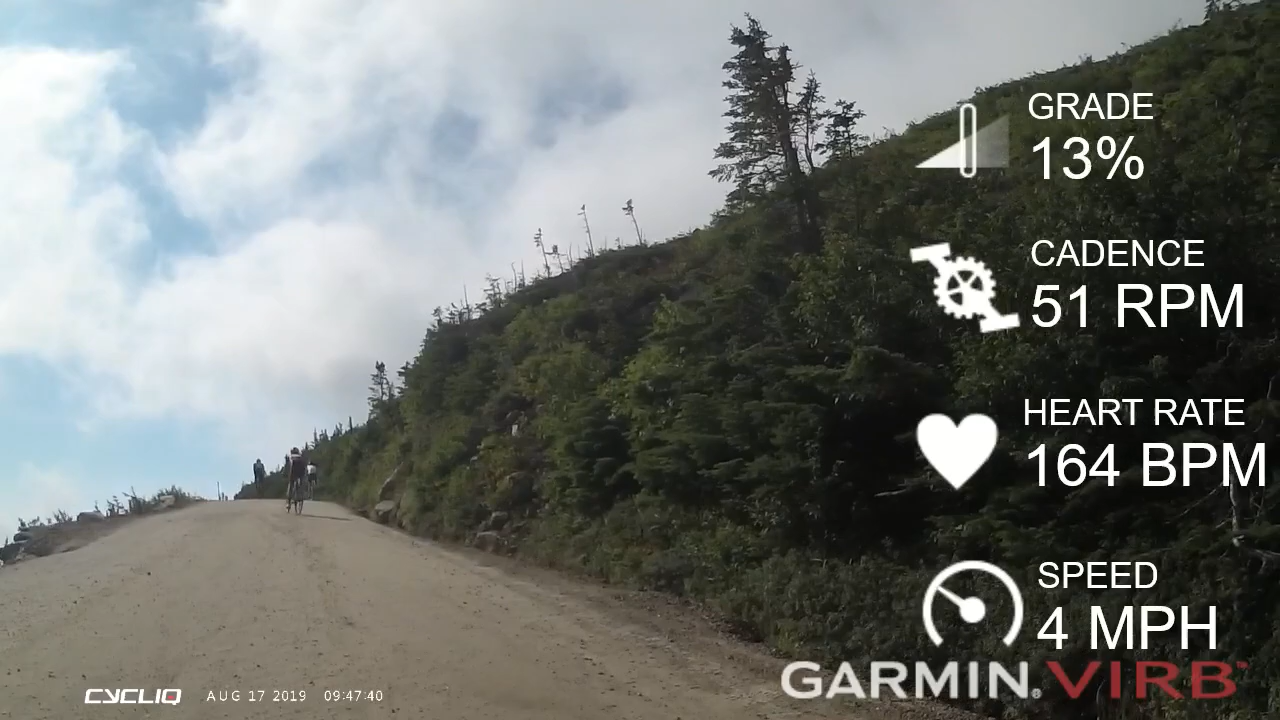 GRADE
13%
CADENCE
51 RPM
HEART RATE
164 BPM
SPEED
4 MPH
GARMIN® VIRB™
CYCLIQ AUG 17 2019 09:47:40